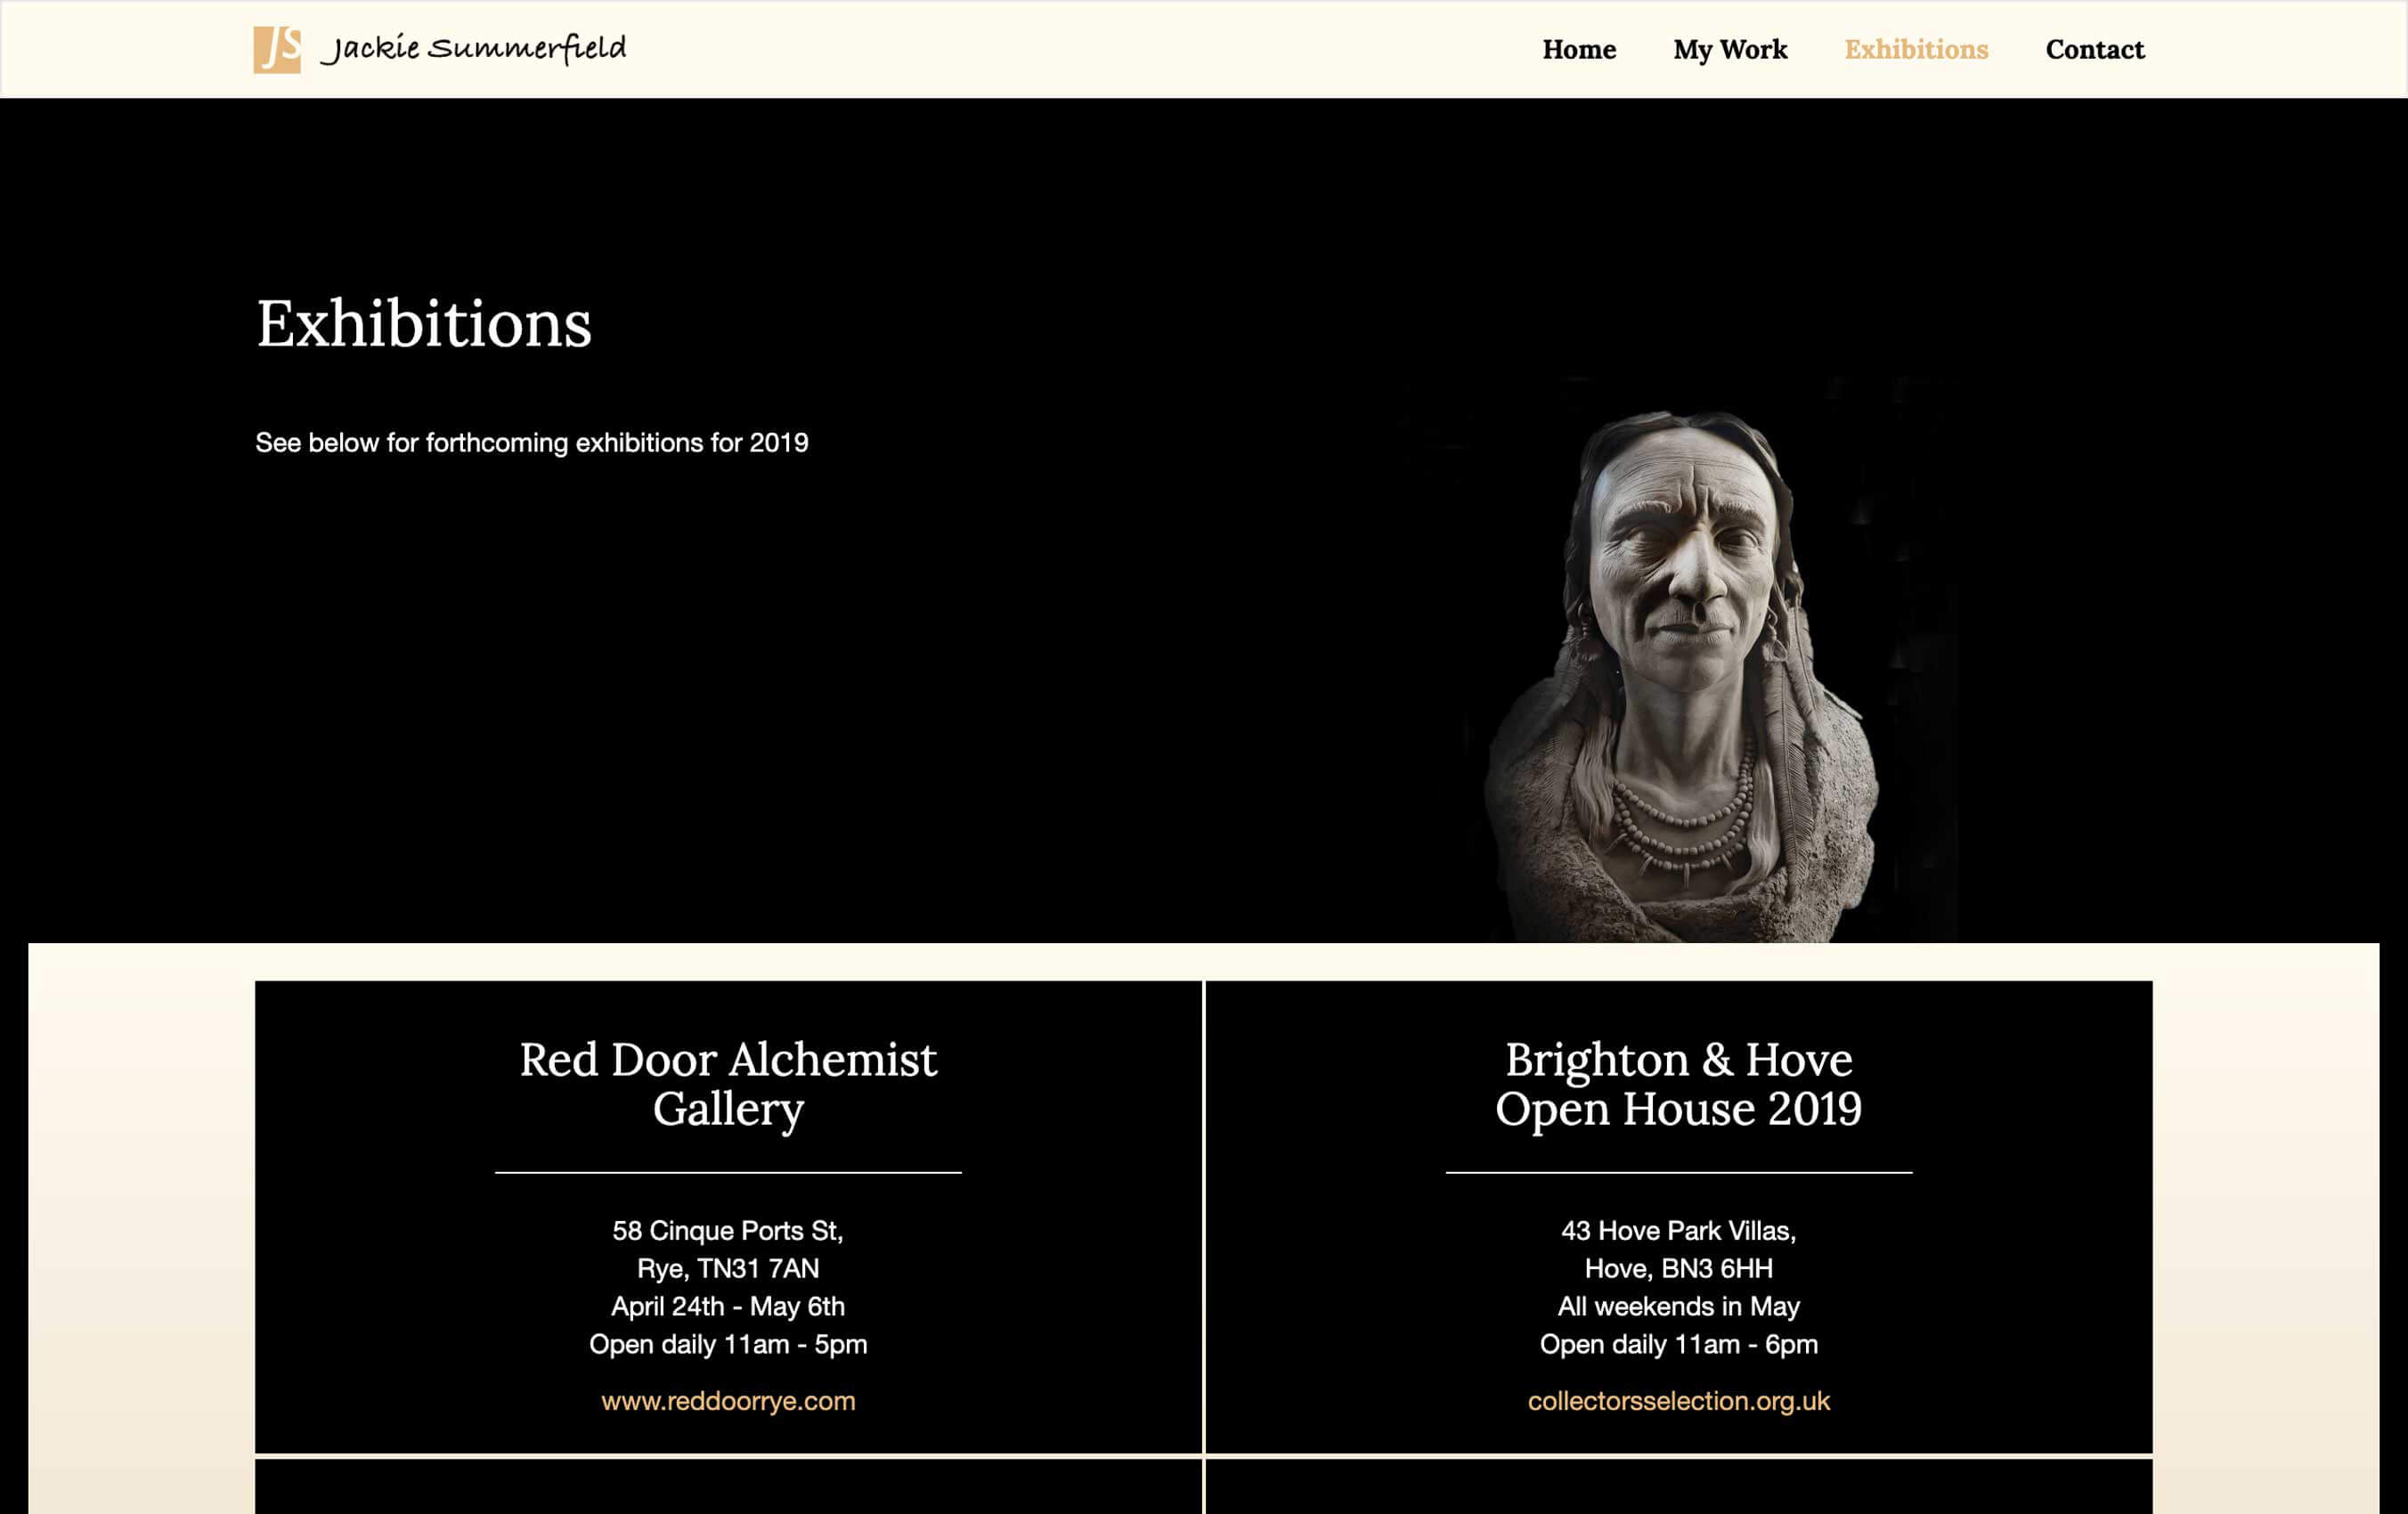 JS Jackie Summerfield
Home My Work Exhibitions Contact
Exhibitions
See below for forthcoming exhibitions for 2019
Red Door Alchemist
Gallery
58 Cinque Ports St,
Rye, TN31 7AN
April 24th - May 6th
Open daily 11am - 5pm
www.reddoorrye.com
Brighton & Hove
Open House 2019
43 Hove Park Villas,
Hove, BN3 6HH
All weekends in May
Open daily 11am - 6pm
collectorsselection.org.uk